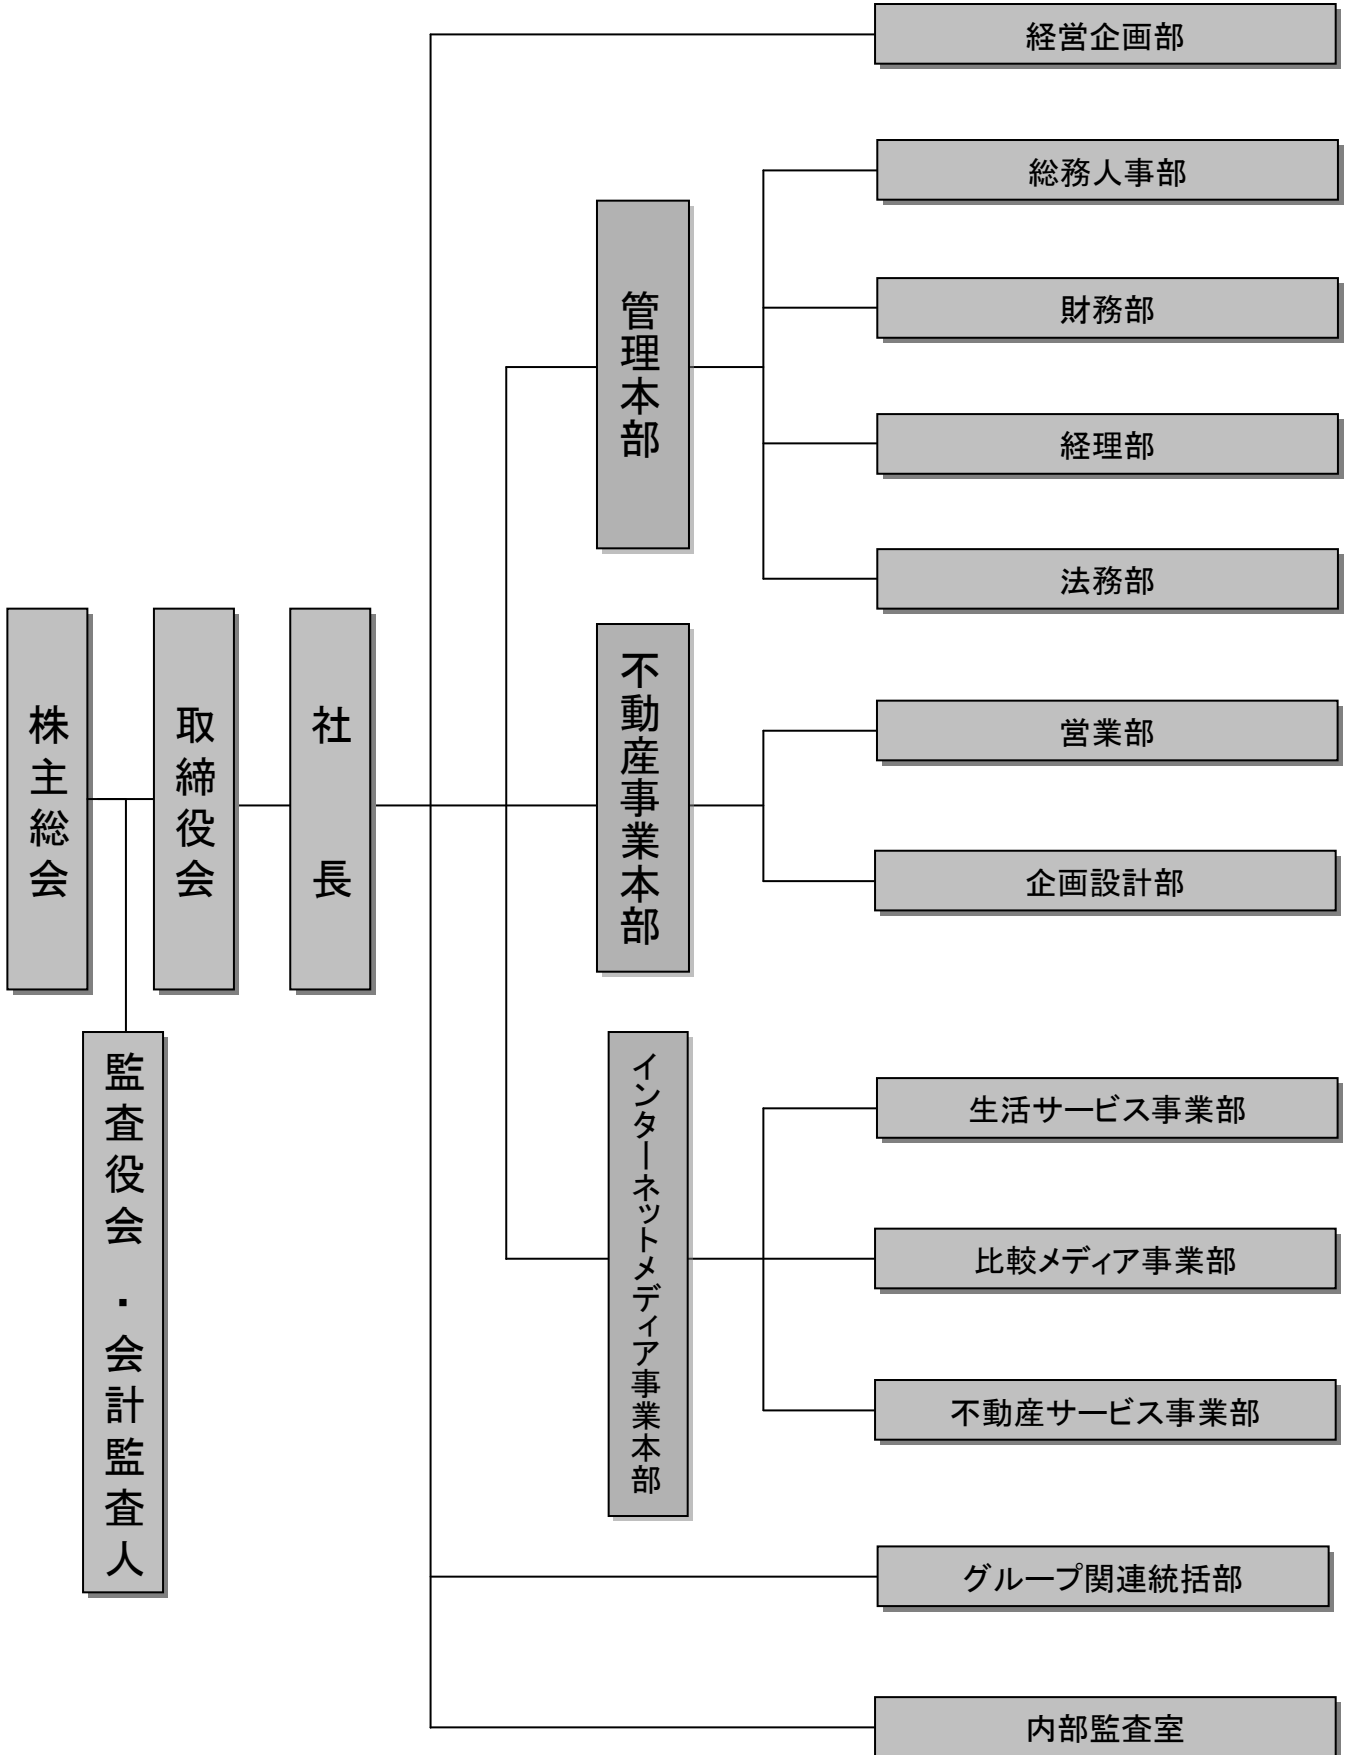 株主総会
取締役会
社長
監査役会・会計監査人
経営企画部
管理本部
総務人事部
財務部
経理部
法務部
不動産事業本部
営業部
企画設計部
インターネットメディア事業本部
生活サービス事業部
比較メディア事業部
不動産サービス事業部
グループ関連統括部
内部監査室